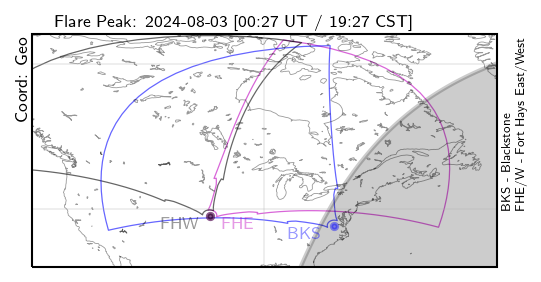 Flare Peak: 2024-08-03 [00:27 UT / 19:27 CST]
Coord: Geo
FHW
FHE
BKS
BKS - Blackstone
FHE/W - Fort Hays East/West